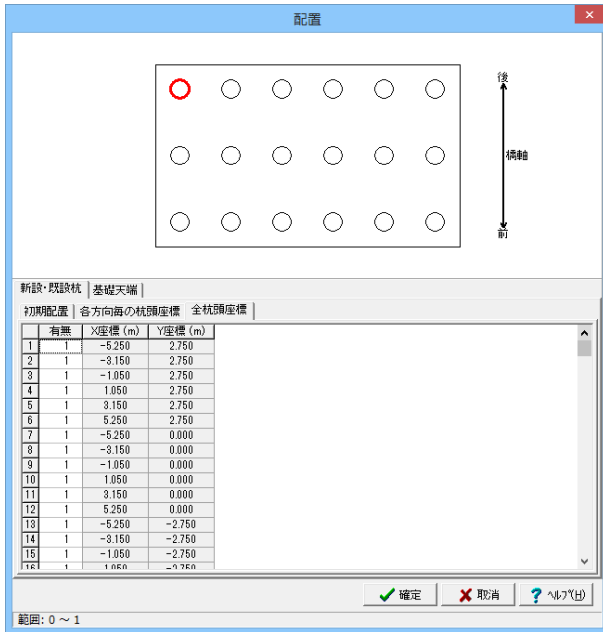 配置
後
橋軸
前
新設・既設杭 基礎天端
初期配置 各方向毎の杭頭座標 全杭頭座標
有無 X座標(m) Y座標(m)
1 1 -5.250 2.750
2 1 -3.150 2.750
3 1 -1.050 2.750
4 1 1.050 2.750
5 1 3.150 2.750
6 1 5.250 2.750
7 1 -5.250 0.000
8 1 -3.150 0.000
9 1 -1.050 0.000
10 1 1.050 0.000
11 1 3.150 0.000
12 1 5.250 0.000
13 1 -5.250 -2.750
14 1 -3.150 -2.750
15 1 -1.050 -2.750
16 1 1.050 -2.750
確定 取消 ? ヘルプ(H)
範囲: 0 ~ 1